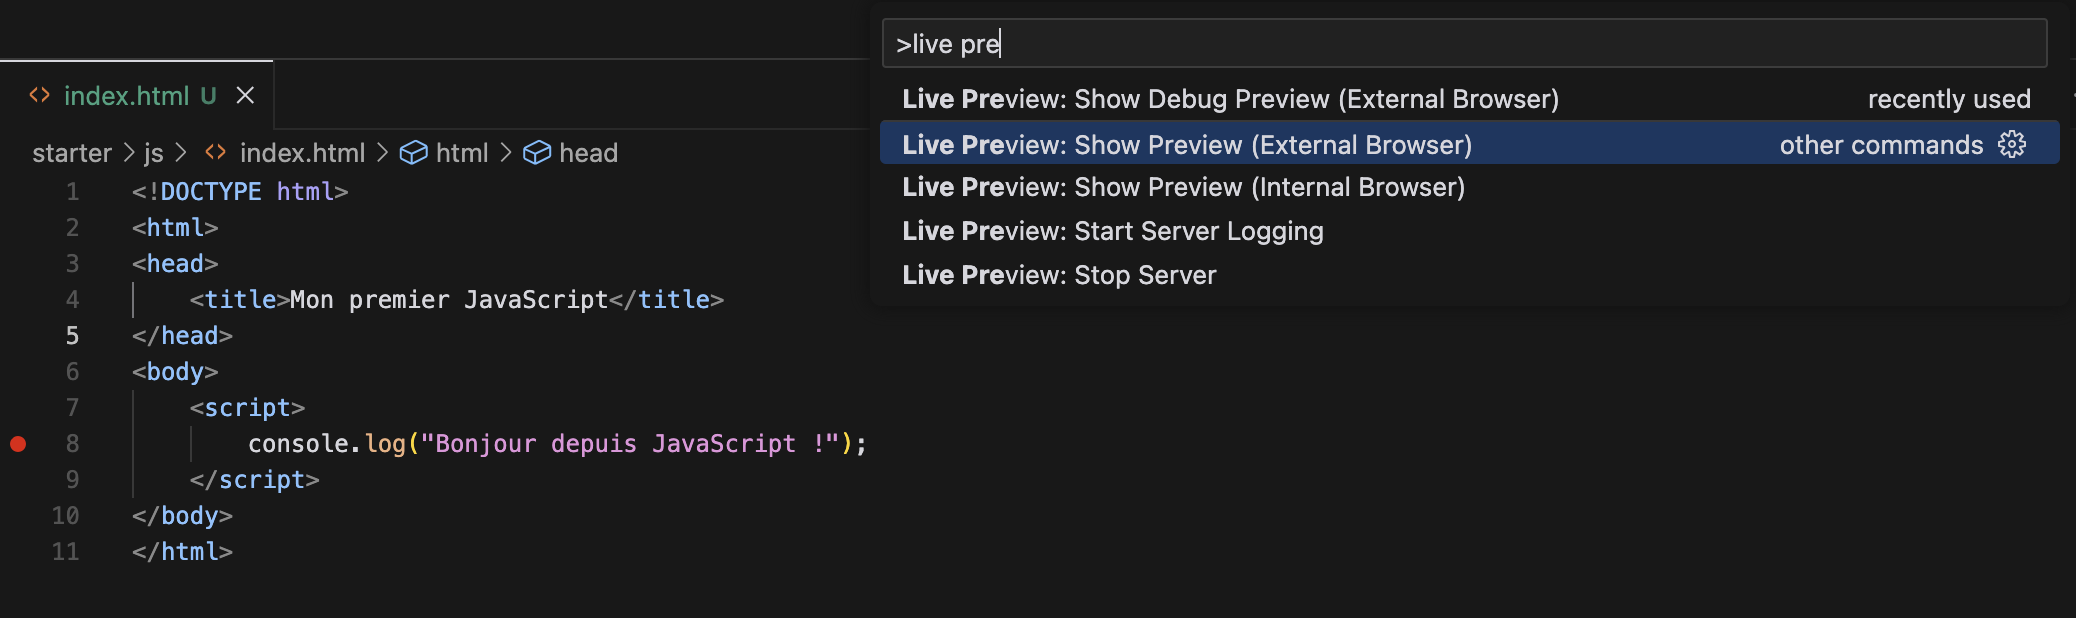 >live pre
Live Preview: Show Debug Preview (External Browser) recently used
Live Preview: Show Preview (External Browser) other commands
Live Preview: Show Preview (Internal Browser)
Live Preview: Start Server Logging
Live Preview: Stop Server
index.html U
starter > js > index.html > html > head
1 <!DOCTYPE html>
2 <html>
3 <head>
4 <title>Mon premier JavaScript</title>
5 </head>
6 <body>
7 <script>
8 console.log("Bonjour depuis JavaScript !");
9 </script>
10 </body>
11 </html>